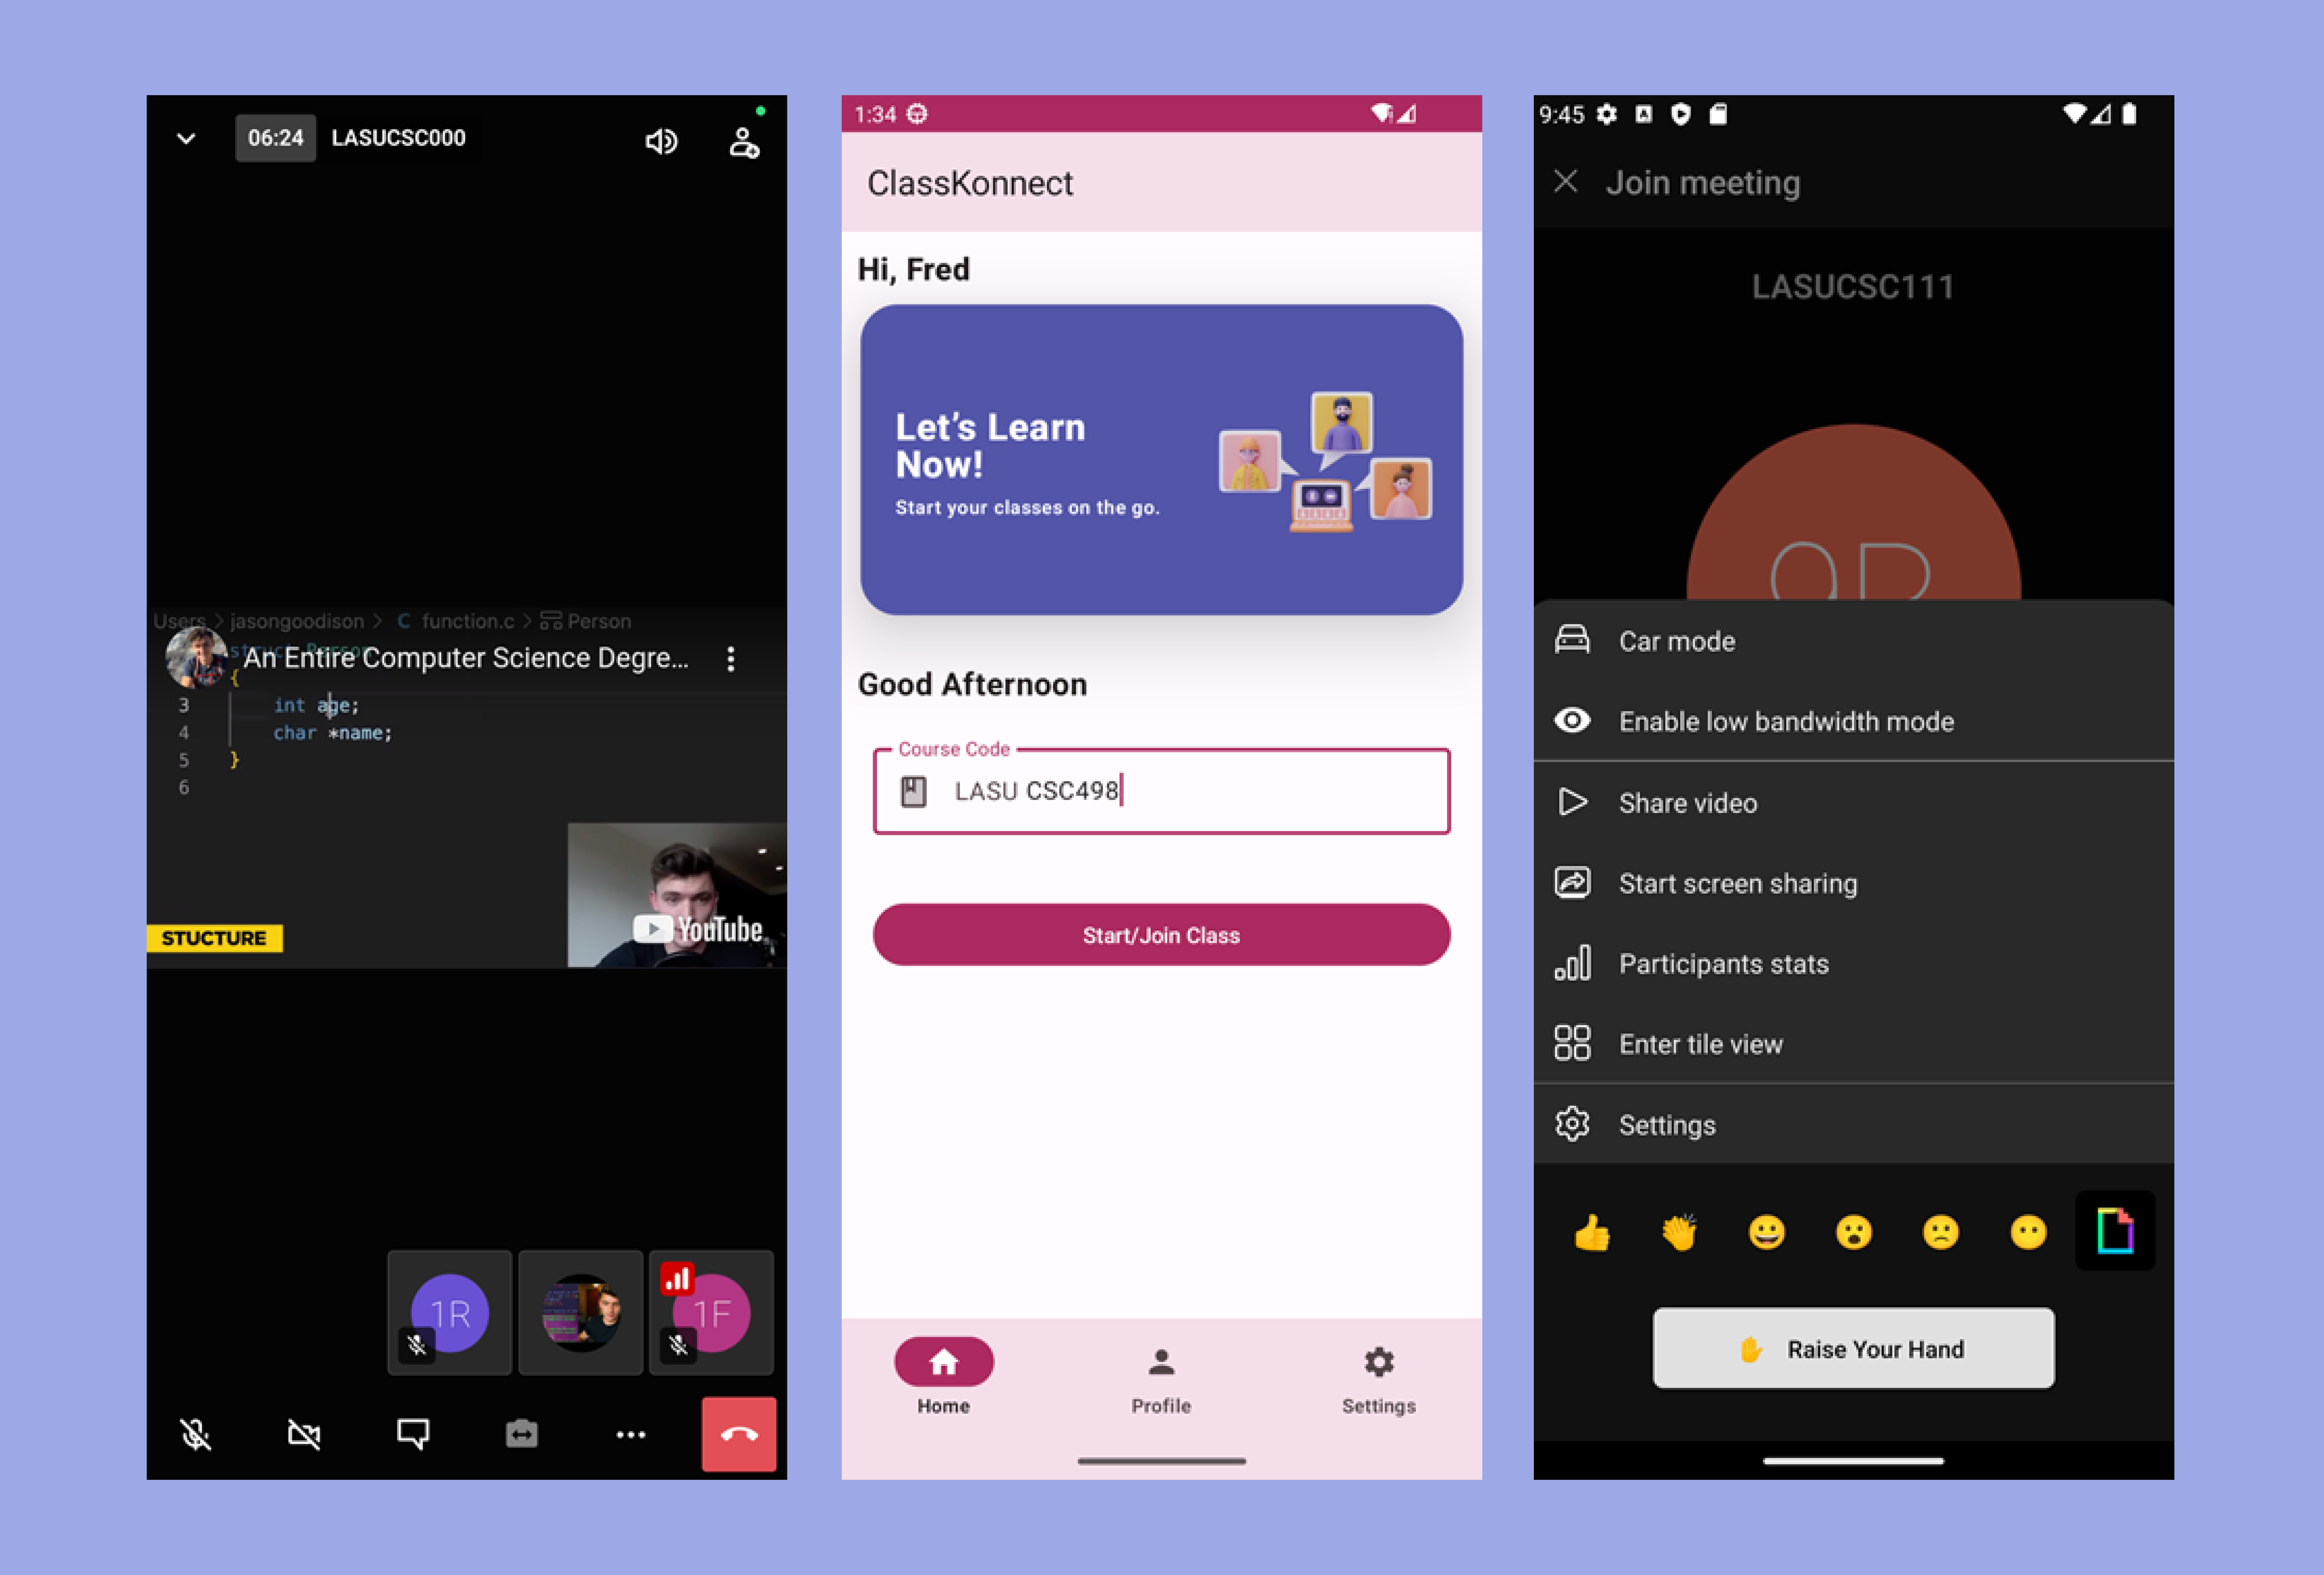 06:24 LASUCSC000
Users > jasongoodison > C function.c > Person
struct Person
An Entire Computer Science Degre...
{
3 int age;
4 char *name;
5 }
6
YouTube
STUCTURE
1R
1F
1:34
ClassKonnect
Hi, Fred
Let's Learn
Now!
Start your classes on the go.
Good Afternoon
Course Code
LASU CSC498
Start/Join Class
Home
Profile
Settings
9:45
Join meeting
LASUCSC111
Car mode
Enable low bandwidth mode
Share video
Start screen sharing
Participants stats
Enter tile view
Settings
Raise Your Hand